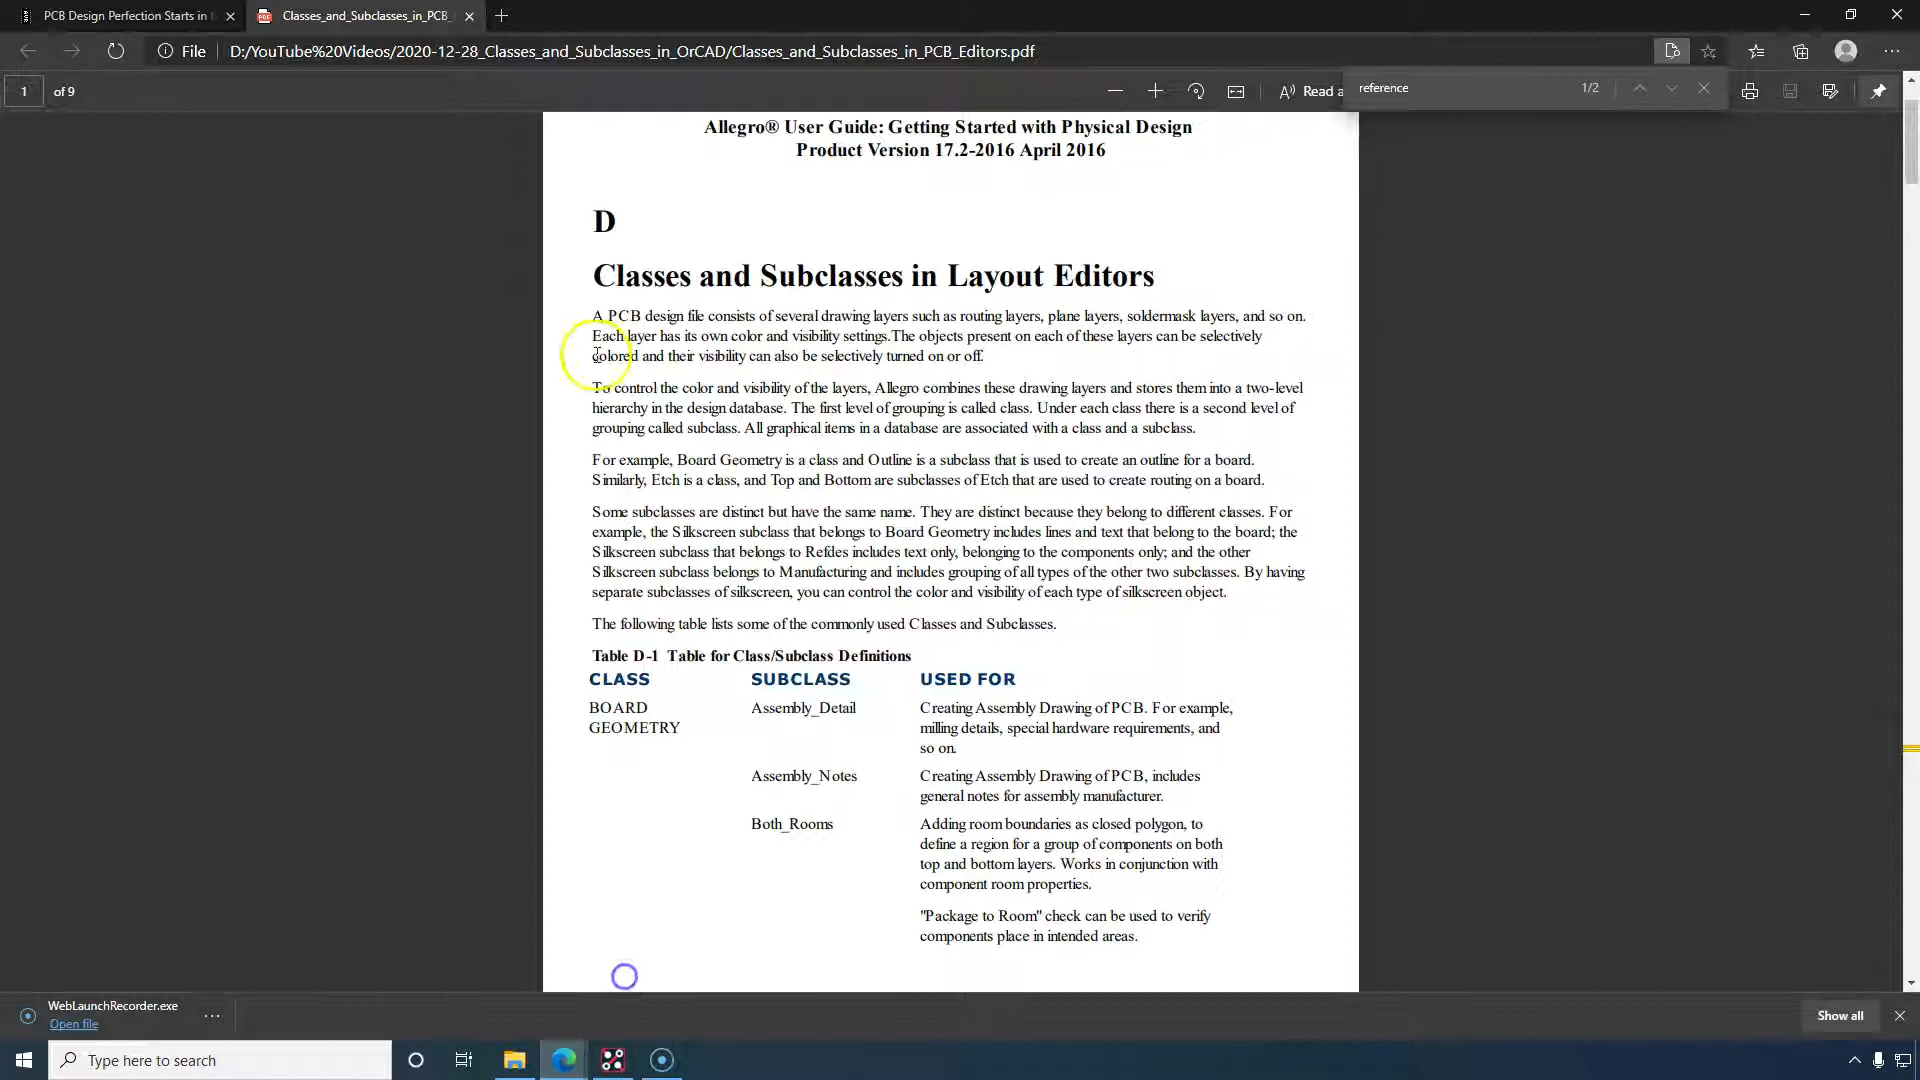 PCB Design Perfection Starts in
Classes_and_Subclasses_in_PCB_
File
D:/YouTube%20Videos/2020-12-28_Classes_and_Subclasses_in_OrCAD/Classes_and_Subclasses_in_PCB_Editors.pdf
1 of 9
Read a
reference
1/2
Allegro® User Guide: Getting Started with Physical Design
Product Version 17.2-2016 April 2016
D
Classes and Subclasses in Layout Editors
A PCB design file consists of several drawing layers such as routing layers, plane layers, soldermask layers, and so on.
Each layer has its own color and visibility settings.The objects present on each of these layers can be selectively
colored and their visibility can also be selectively turned on or off.
To control the color and visibility of the layers, Allegro combines these drawing layers and stores them into a two-level
hierarchy in the design database. The first level of grouping is called class. Under each class there is a second level of
grouping called subclass. All graphical items in a database are associated with a class and a subclass.
For example, Board Geometry is a class and Outline is a subclass that is used to create an outline for a board.
Similarly, Etch is a class, and Top and Bottom are subclasses of Etch that are used to create routing on a board.
Some subclasses are distinct but have the same name. They are distinct because they belong to different classes. For
example, the Silkscreen subclass that belongs to Board Geometry includes lines and text that belong to the board; the
Silkscreen subclass that belongs to Refdes includes text only, belonging to the components only; and the other
Silkscreen subclass belongs to Manufacturing and includes grouping of all types of the other two subclasses. By having
separate subclasses of silkscreen, you can control the color and visibility of each type of silkscreen object.
The following table lists some of the commonly used Classes and Subclasses.
Table D-1 Table for Class/Subclass Definitions
CLASS SUBCLASS USED FOR
BOARD Assembly_Detail Creating Assembly Drawing of PCB. For example,
GEOMETRY milling details, special hardware requirements, and
so on.
Assembly_Notes Creating Assembly Drawing of PCB, includes
general notes for assembly manufacturer.
Both_Rooms Adding room boundaries as closed polygon, to
define a region for a group of components on both
top and bottom layers. Works in conjunction with
component room properties.
"Package to Room" check can be used to verify
components place in intended areas.
WebLaunchRecorder.exe
Open file
Show all
Type here to search